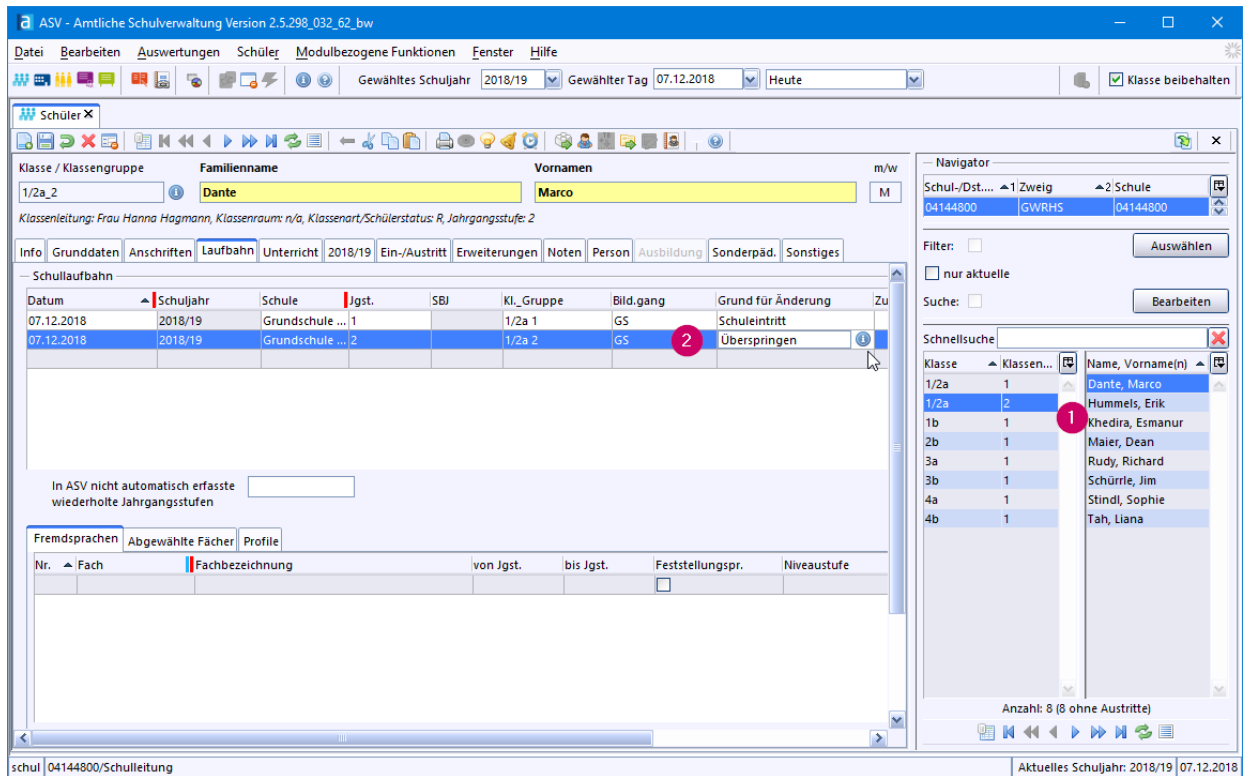 ASV - Amtliche Schulverwaltung Version 2.5.298_032_62_bw
Datei Bearbeiten Auswertungen Schüler Modulbezogene Funktionen Fenster Hilfe
Gewähltes Schuljahr 2018/19 Gewählter Tag 07.12.2018 Heute Klasse beibehalten
Schüler
Klasse / Klassengruppe Familienname Vornamen m/w
1/2a_2 Dante Marco M
Klassenleitung: Frau Hanna Hagmann, Klassenraum: n/a, Klassenart/Schülerstatus: R, Jahrgangsstufe: 2
Info Grunddaten Anschriften Laufbahn Unterricht 2018/19 Ein-/Austritt Erweiterungen Noten Person Ausbildung Sonderpäd. Sonstiges
Schullaufbahn
Datum Schuljahr Schule Jgst. SBJ Kl._Gruppe Bild.gang Grund für Änderung Zu
07.12.2018 2018/19 Grundschule ... 1 1/2a 1 GS Schuleintritt
07.12.2018 2018/19 Grundschule ... 2 1/2a 2 GS 2 Überspringen
In ASV nicht automatisch erfasste
wiederholte Jahrgangsstufen
Fremdsprachen Abgewählte Fächer Profile
Nr. Fach Fachbezeichnung von Jgst. bis Jgst. Feststellungspr. Niveaustufe
Navigator
Schul-/Dst.... 1 Zweig 2 Schule
04144800 GWRHS 04144800
Filter: Auswählen
nur aktuelle
Suche: Bearbeiten
Schnellsuche
Klasse Klassen... Name, Vorname(n)
1/2a 1 Dante, Marco
1/2a 2 Hummels, Erik
1
1b 1 Khedira, Esmanur
2b 1 Maier, Dean
3a 1 Rudy, Richard
3b 1 Schürrle, Jim
4a 1 Stindl, Sophie
4b 1 Tah, Liana
Anzahl: 8 (8 ohne Austritte)
schul 04144800/Schulleitung Aktuelles Schuljahr: 2018/19 07.12.2018